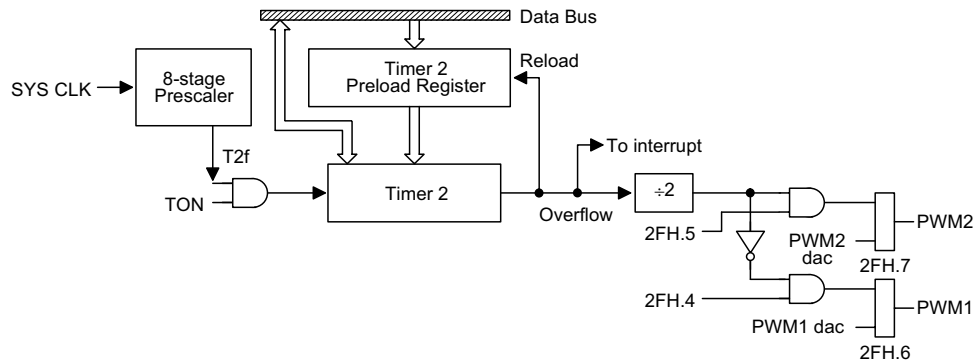 Data Bus
SYS CLK
8-stage
Prescaler
Timer 2
Preload Register
Reload
T2f
TON
Timer 2
To interrupt
Overflow
÷2
2FH.5
PWM2
dac
2FH.7
PWM2
2FH.4
PWM1 dac
2FH.6
PWM1